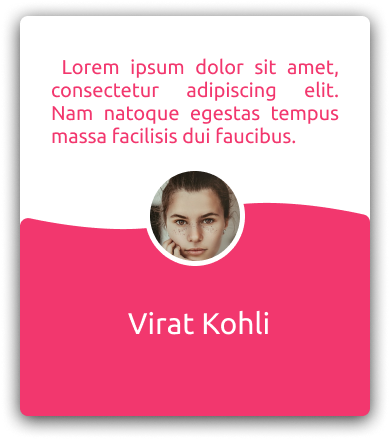 Lorem ipsum dolor sit amet,
consectetur adipiscing elit.
Nam natoque egestas tempus
massa facilisis dui faucibus.
Virat Kohli